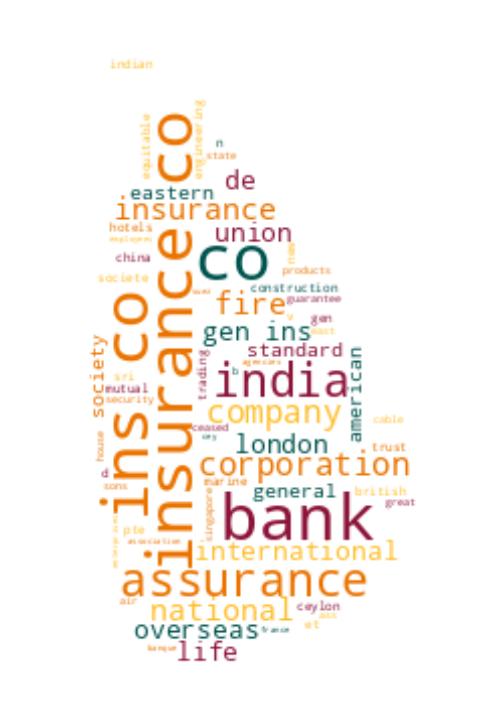 indian
equitable
insurance co
engineering
n
state
de
eastern
insurance
hotels
union
employees
co
china
new
products
societe
suez
construction
ins co
fire
guarantee
v
gen
gen ins
east
society
standard
american
trading
agencies
india
b
sri
mutual
security
company
cable
ceased
london
house
trust
corporation
d
sons
marine
general
british
great
singapore
bank
enterprises
pte
association
international
assurance
air
national
ceylon
ass
et
overseas
france
banque
life